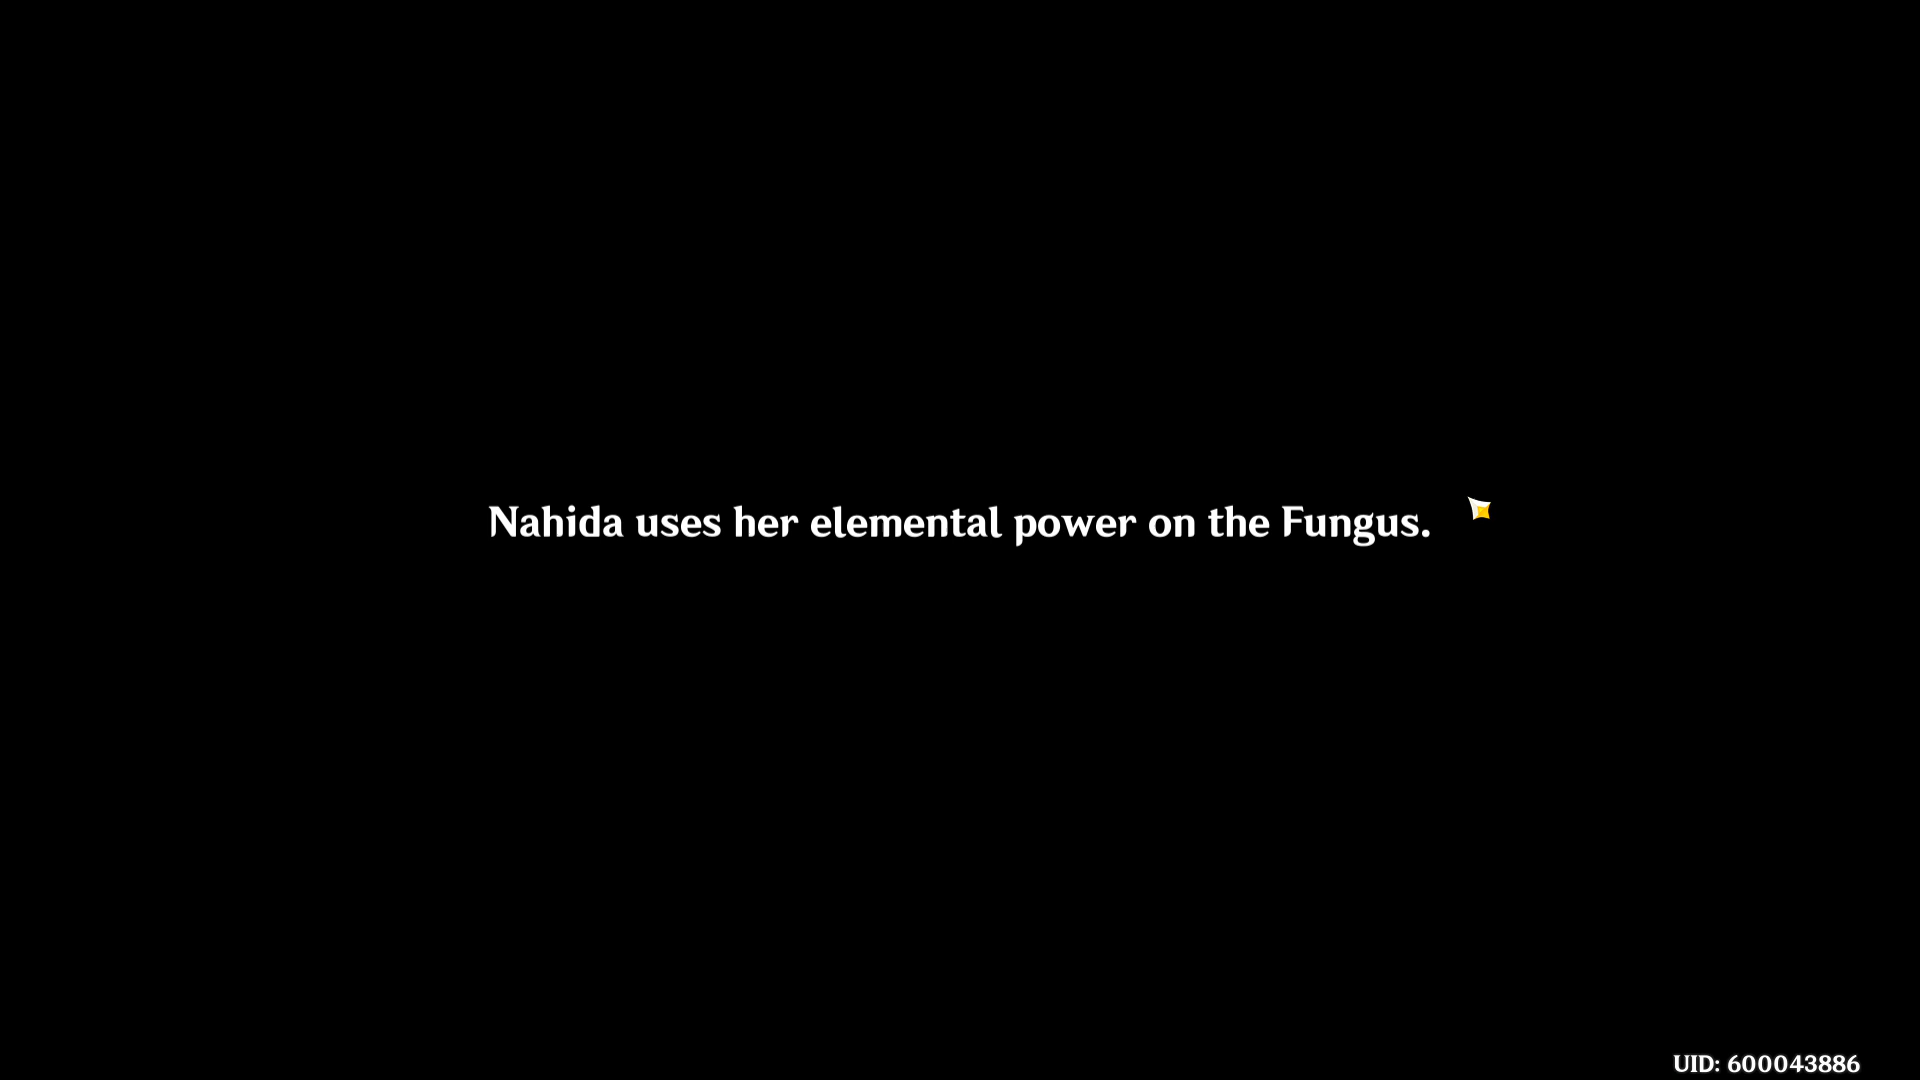 Nahida uses her elemental power on the Fungus.
UID: 600043886